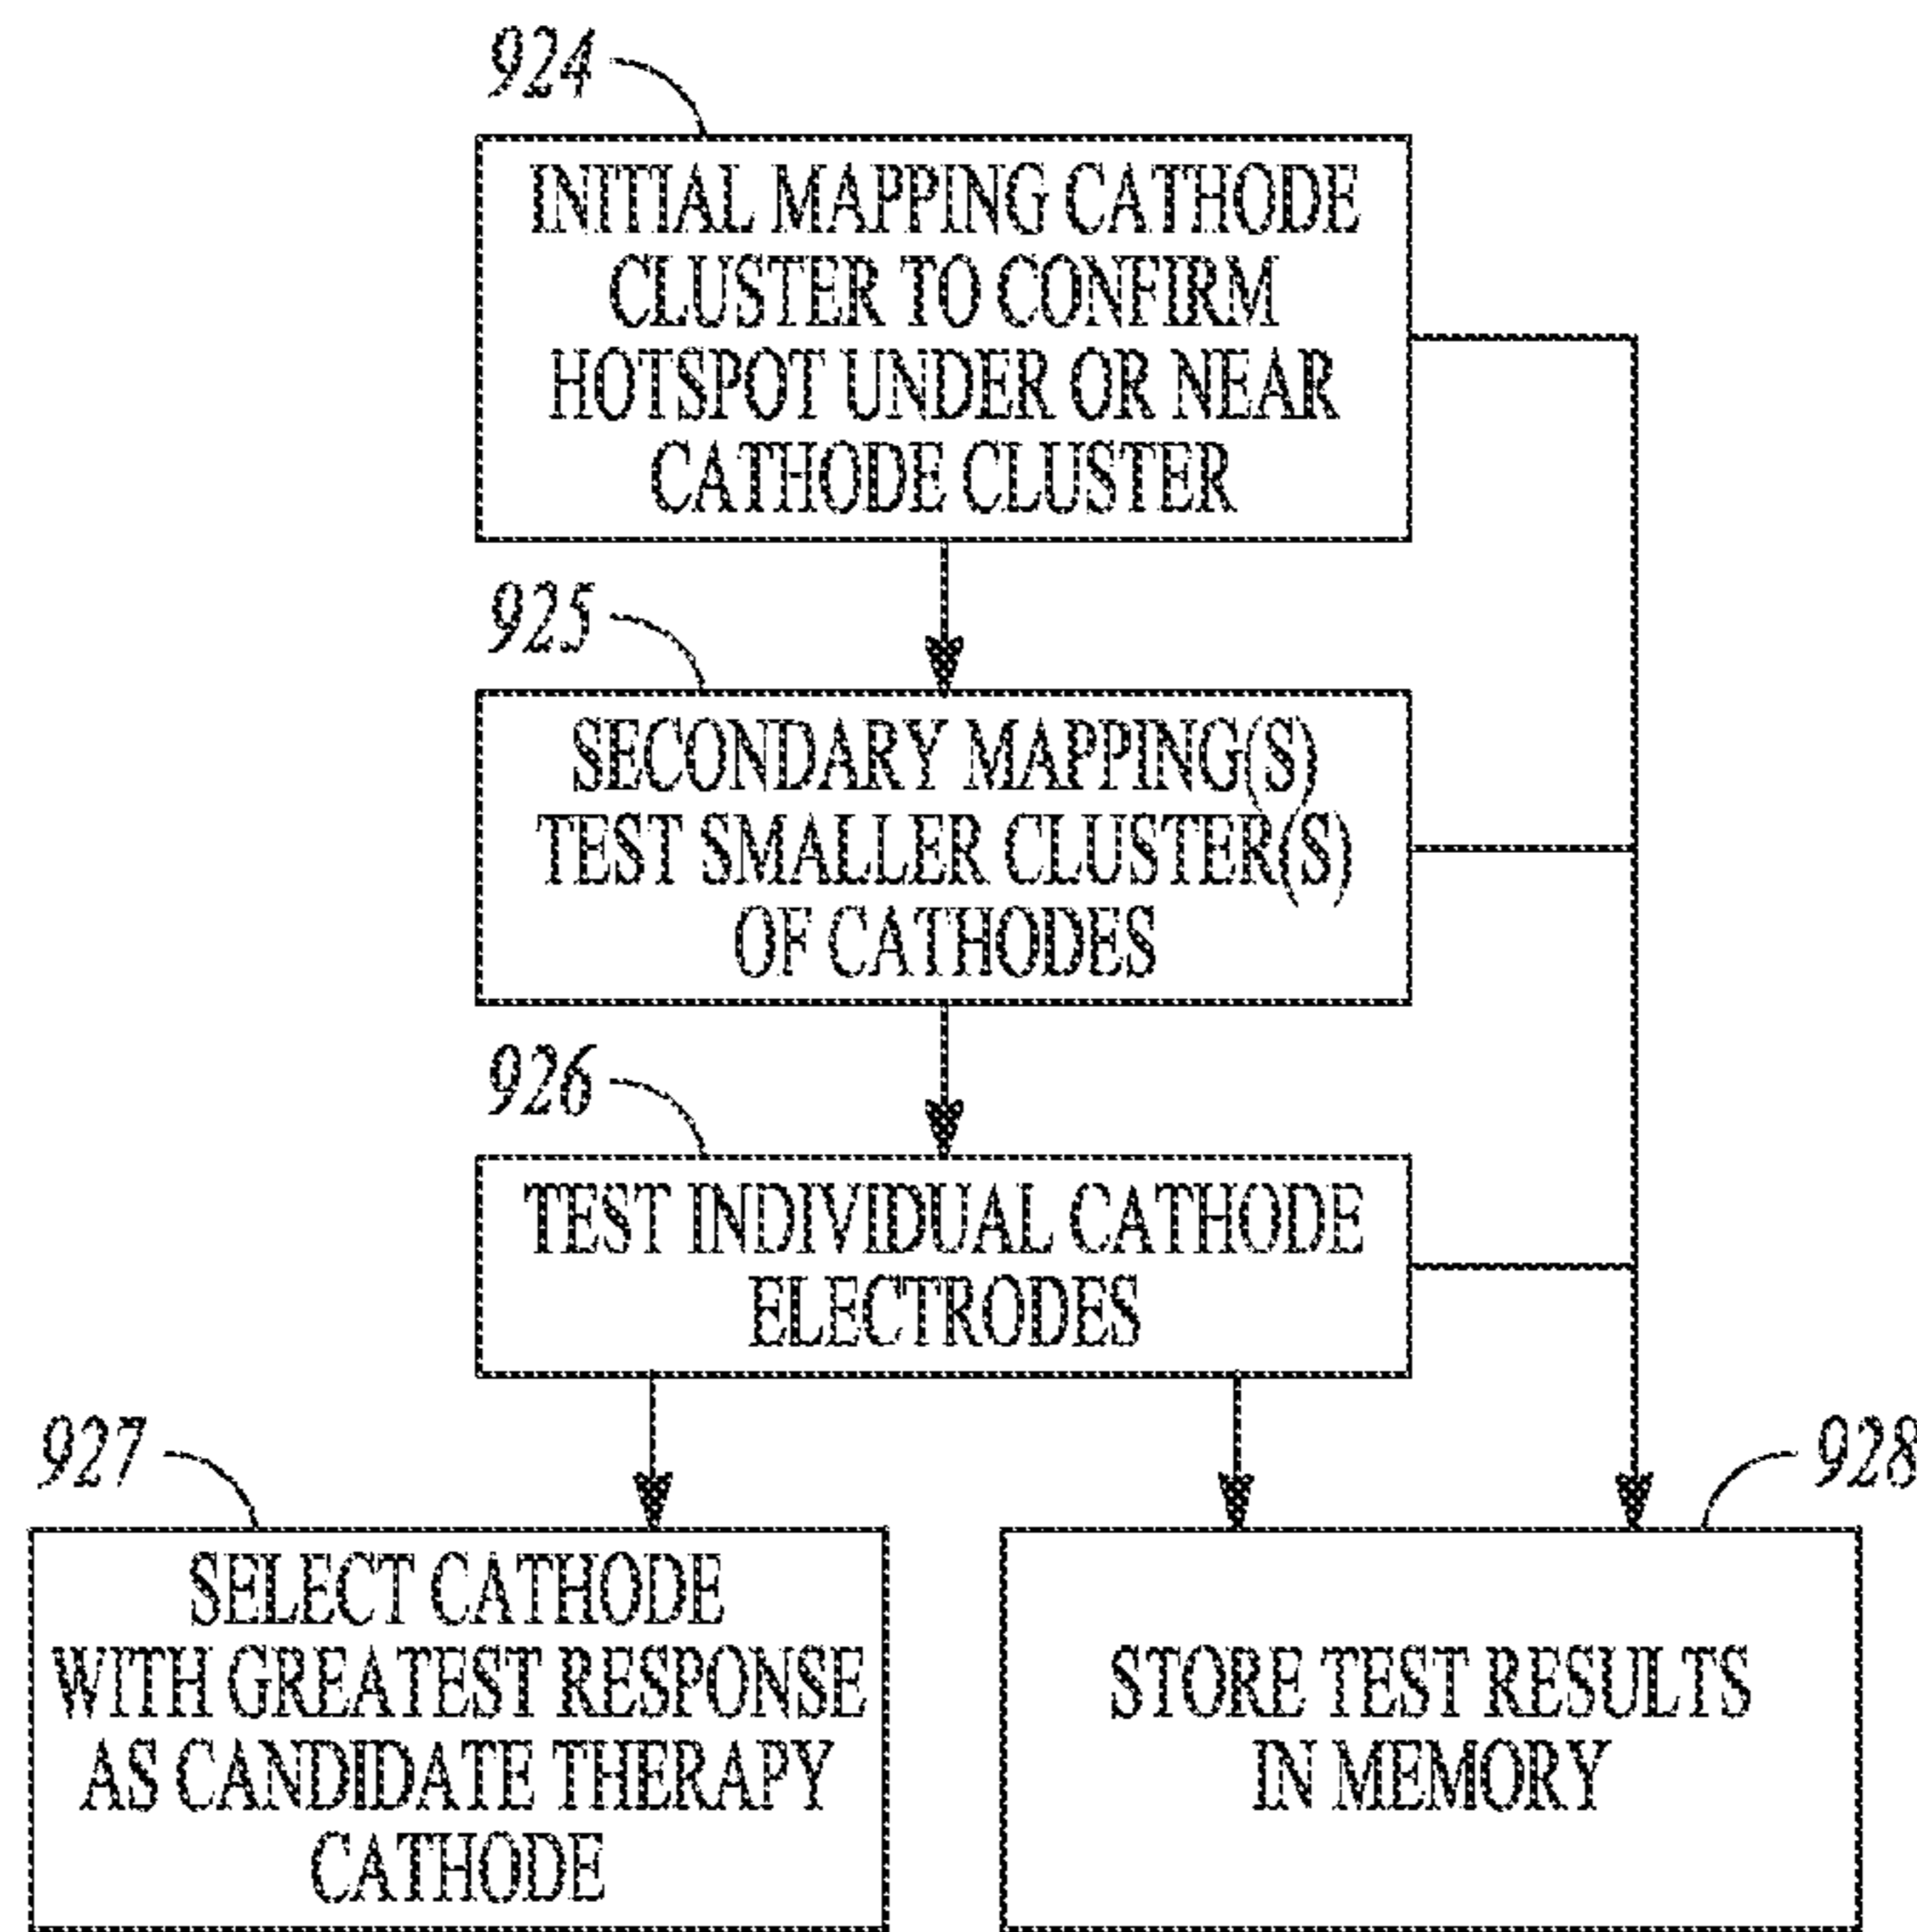 924
INITIAL MAPPING CATHODE
CLUSTER TO CONFIRM
HOTSPOT UNDER OR NEAR
CATHODE CLUSTER
925
SECONDARY MAPPING(S)
TEST SMALLER CLUSTER(S)
OF CATHODES
926
TEST INDIVIDUAL CATHODE
ELECTRODES
927
SELECT CATHODE
WITH GREATEST RESPONSE
AS CANDIDATE THERAPY
CATHODE
928
STORE TEST RESULTS
IN MEMORY